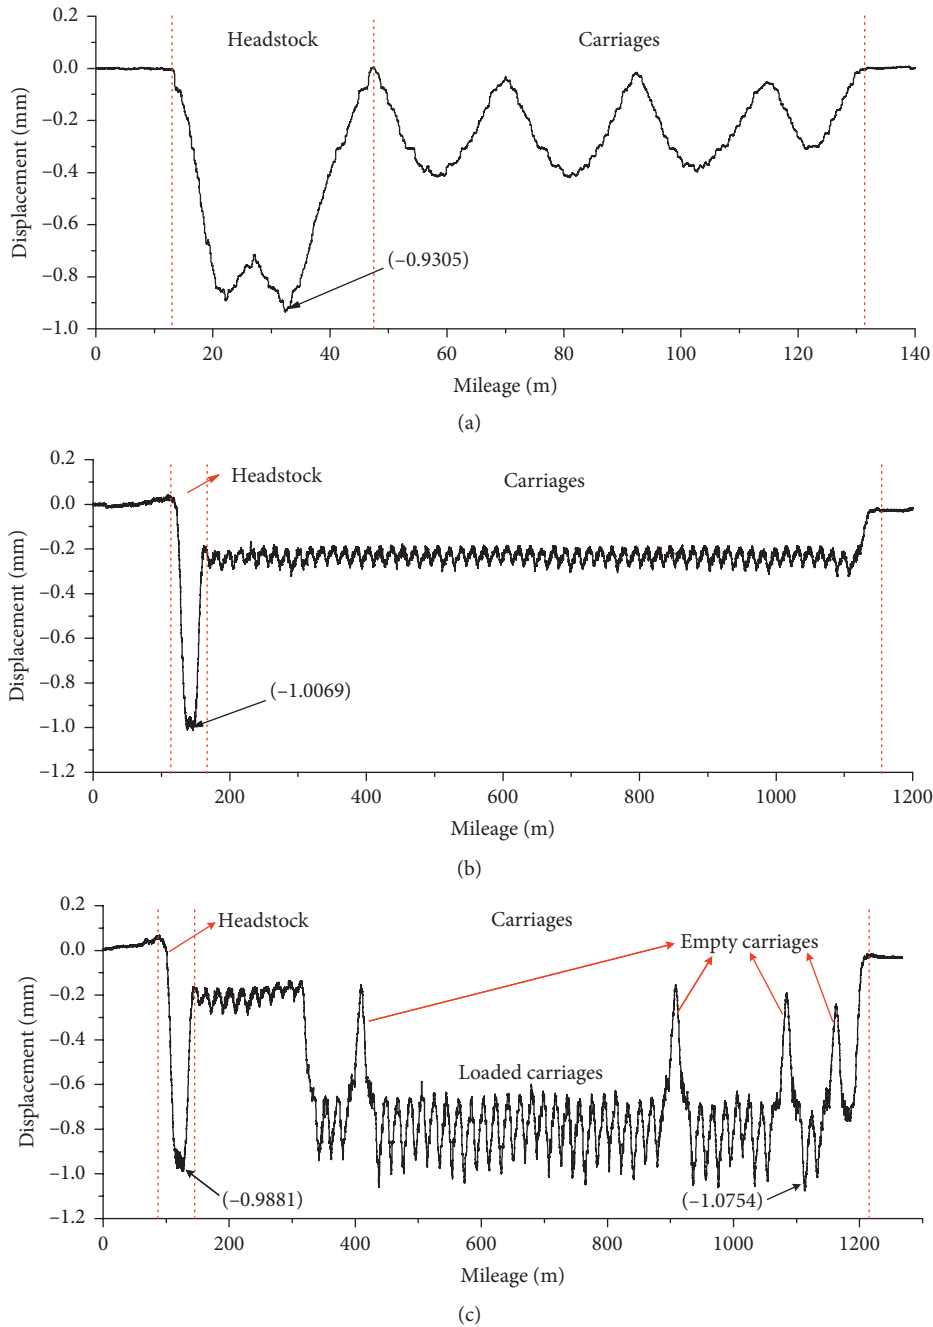 0.2
Headstock
Carriages
0.0
−0.2
−0.4
−0.6
−0.8
−1.0
Displacement (mm)
(−0.9305)
0 20 40 60 80 100 120 140
Mileage (m)
(a)
0.2
Headstock
Carriages
0.0
−0.2
−0.4
−0.6
−0.8
−1.0
−1.2
Displacement (mm)
(−1.0069)
0 200 400 600 800 1000 1200
Mileage (m)
(b)
0.2
Headstock
Carriages
Empty carriages
0.0
−0.2
−0.4
−0.6
−0.8
−1.0
−1.2
Displacement (mm)
Loaded carriages
(−0.9881)
(−1.0754)
0 200 400 600 800 1000 1200
Mileage (m)
(c)